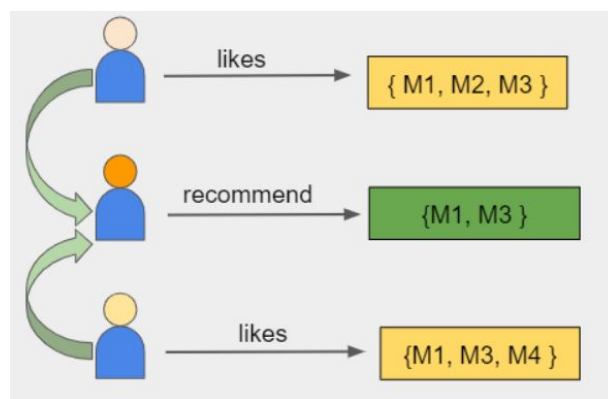 likes
{ M1, M2, M3 }
recommend
{M1, M3 }
likes
{M1, M3, M4 }